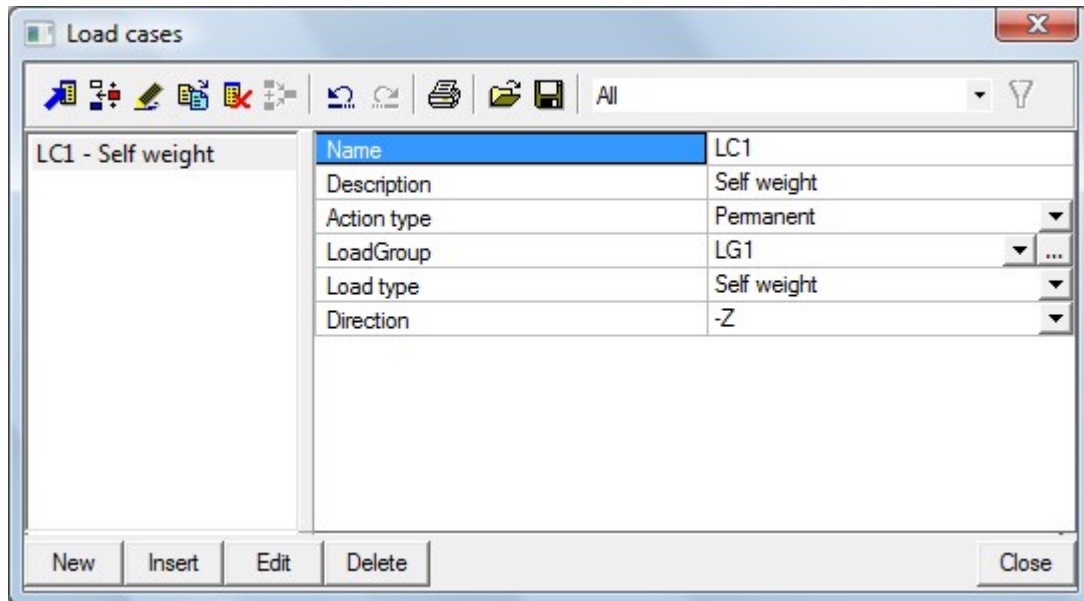 Load cases
All
LC1 - Self weight
Name LC1
Description Self weight
Action type Permanent
LoadGroup LG1 ...
Load type Self weight
Direction -Z
New Insert Edit Delete Close